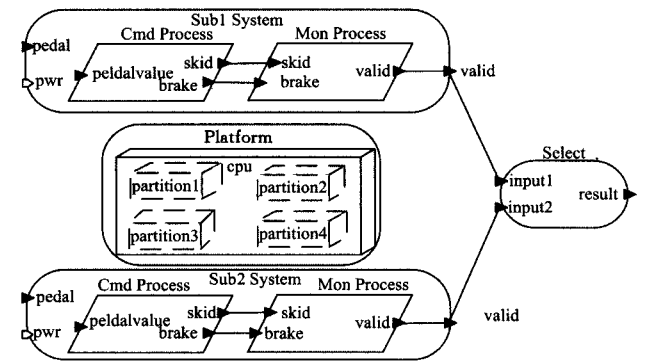 Sub1 System
Cmd Process
Mon Process
pedal
pwr
peldalvalue
skid
brake
skid
brake
valid
valid
Platform
cpu
partition1
partition2
partition3
partition4
Select
input1
input2
result
Sub2 System
Cmd Process
Mon Process
pedal
pwr
peldalvalue
skid
brake
skid
brake
valid
valid